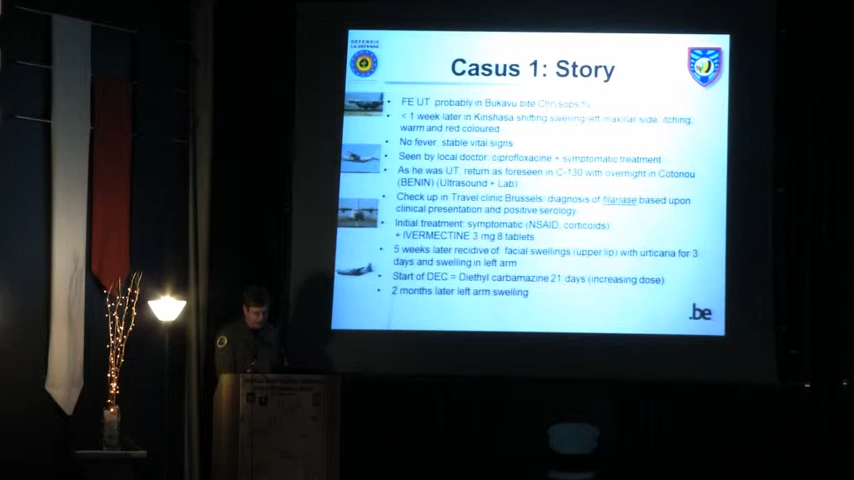 DEFENSIE
LA DEFENSE
Casus 1: Story
FE UT probably in Bukavu bite Chrysops fly
< 1 week later in Kinshasa shifting swelling left maxillar side, itching,
warm and red coloured
No fever, stable vital signs
Seen by local doctor: ciprofloxacine + symptomatic treatment
As he was UT, return as foreseen in C-130 with overnight in Cotonou
(BENIN) (Ultrasound + Lab)
Check up in Travel clinic Brussels: diagnosis of filariase based upon
clinical presentation and positive serology.
Initial treatment: symptomatic (NSAID, corticoids)
+ IVERMECTINE 3 mg 8 tablets
5 weeks later recidive of facial swellings (upper lip) with urticaria for 3
days and swelling in left arm
Start of DEC = Diethyl carbamazine 21 days (increasing dose)
2 months later left arm swelling
.be